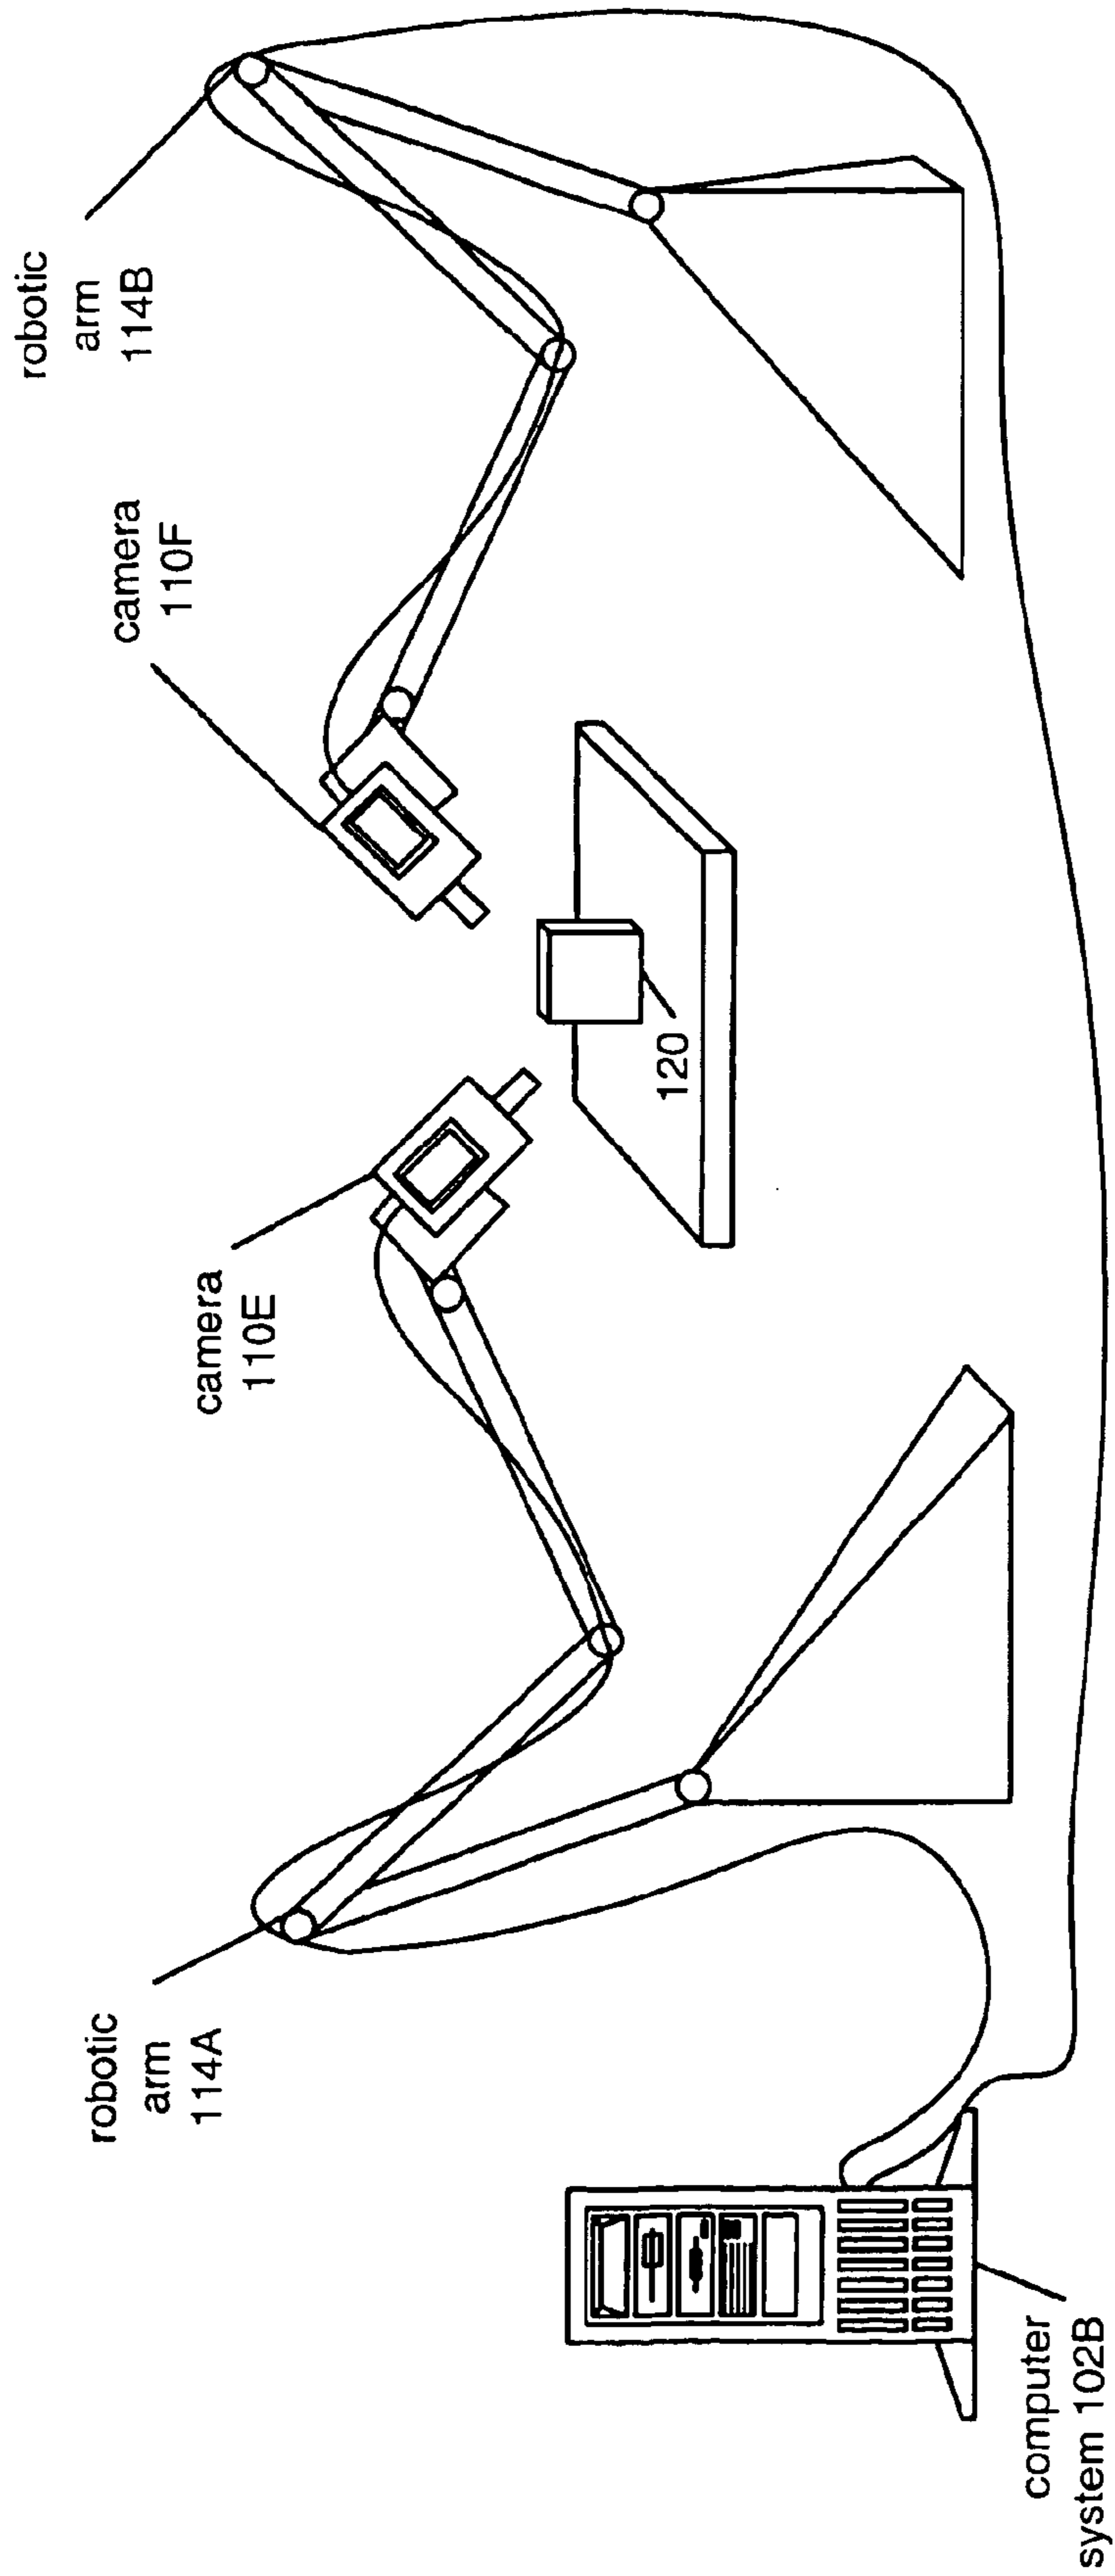 robotic
arm
114A
camera
110E
camera
110F
robotic
arm
114B
120
computer
system 102B